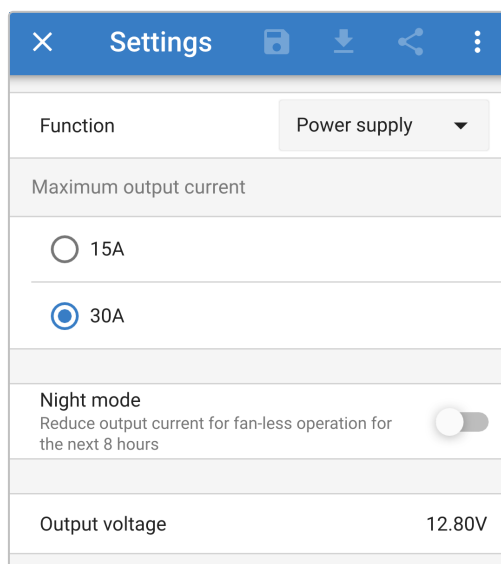 Settings
Function
Power supply
Maximum output current
15A
30A
Night mode
Reduce output current for fan-less operation for
the next 8 hours
Output voltage
12.80V